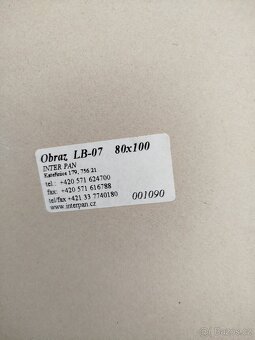 Obraz LB-07 80x100
INTER PAN
Ratiboř 179, 756 21
tel.: +420 571 624700
fax: +420 571 616788
tel/fax +421 33 7740180
www.interpan.cz
001090